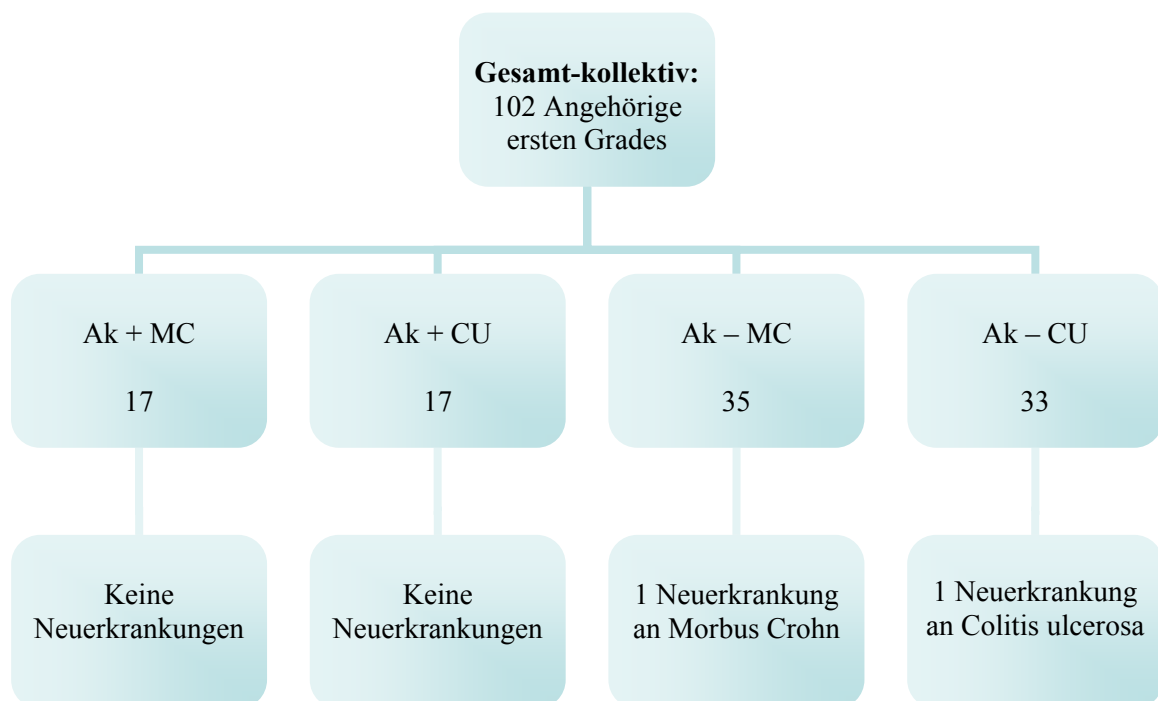 Gesamt-kollektiv:
102 Angehörige
ersten Grades
Ak + MC
17
Ak + CU
17
Ak – MC
35
Ak – CU
33
Keine
Neuerkrankungen
Keine
Neuerkrankungen
1 Neuerkrankung
an Morbus Crohn
1 Neuerkrankung
an Colitis ulcerosa